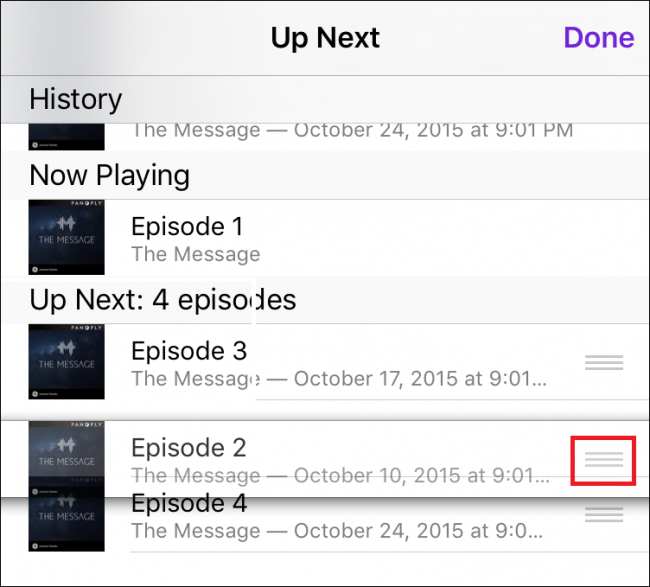 Up Next
Done
History
The Message — October 24, 2015 at 9:01 PM
Now Playing
PANOPLY
THE MESSAGE
Episode 1
The Message
Up Next: 4 episodes
PANOPLY
THE MESSAGE
Episode 3
The Message — October 17, 2015 at 9:01...
THE MESSAGE
Episode 2
The Message — October 10, 2015 at 9:01...
PANOPLY
THE MESSAGE
Episode 4
The Message — October 24, 2015 at 9:0...